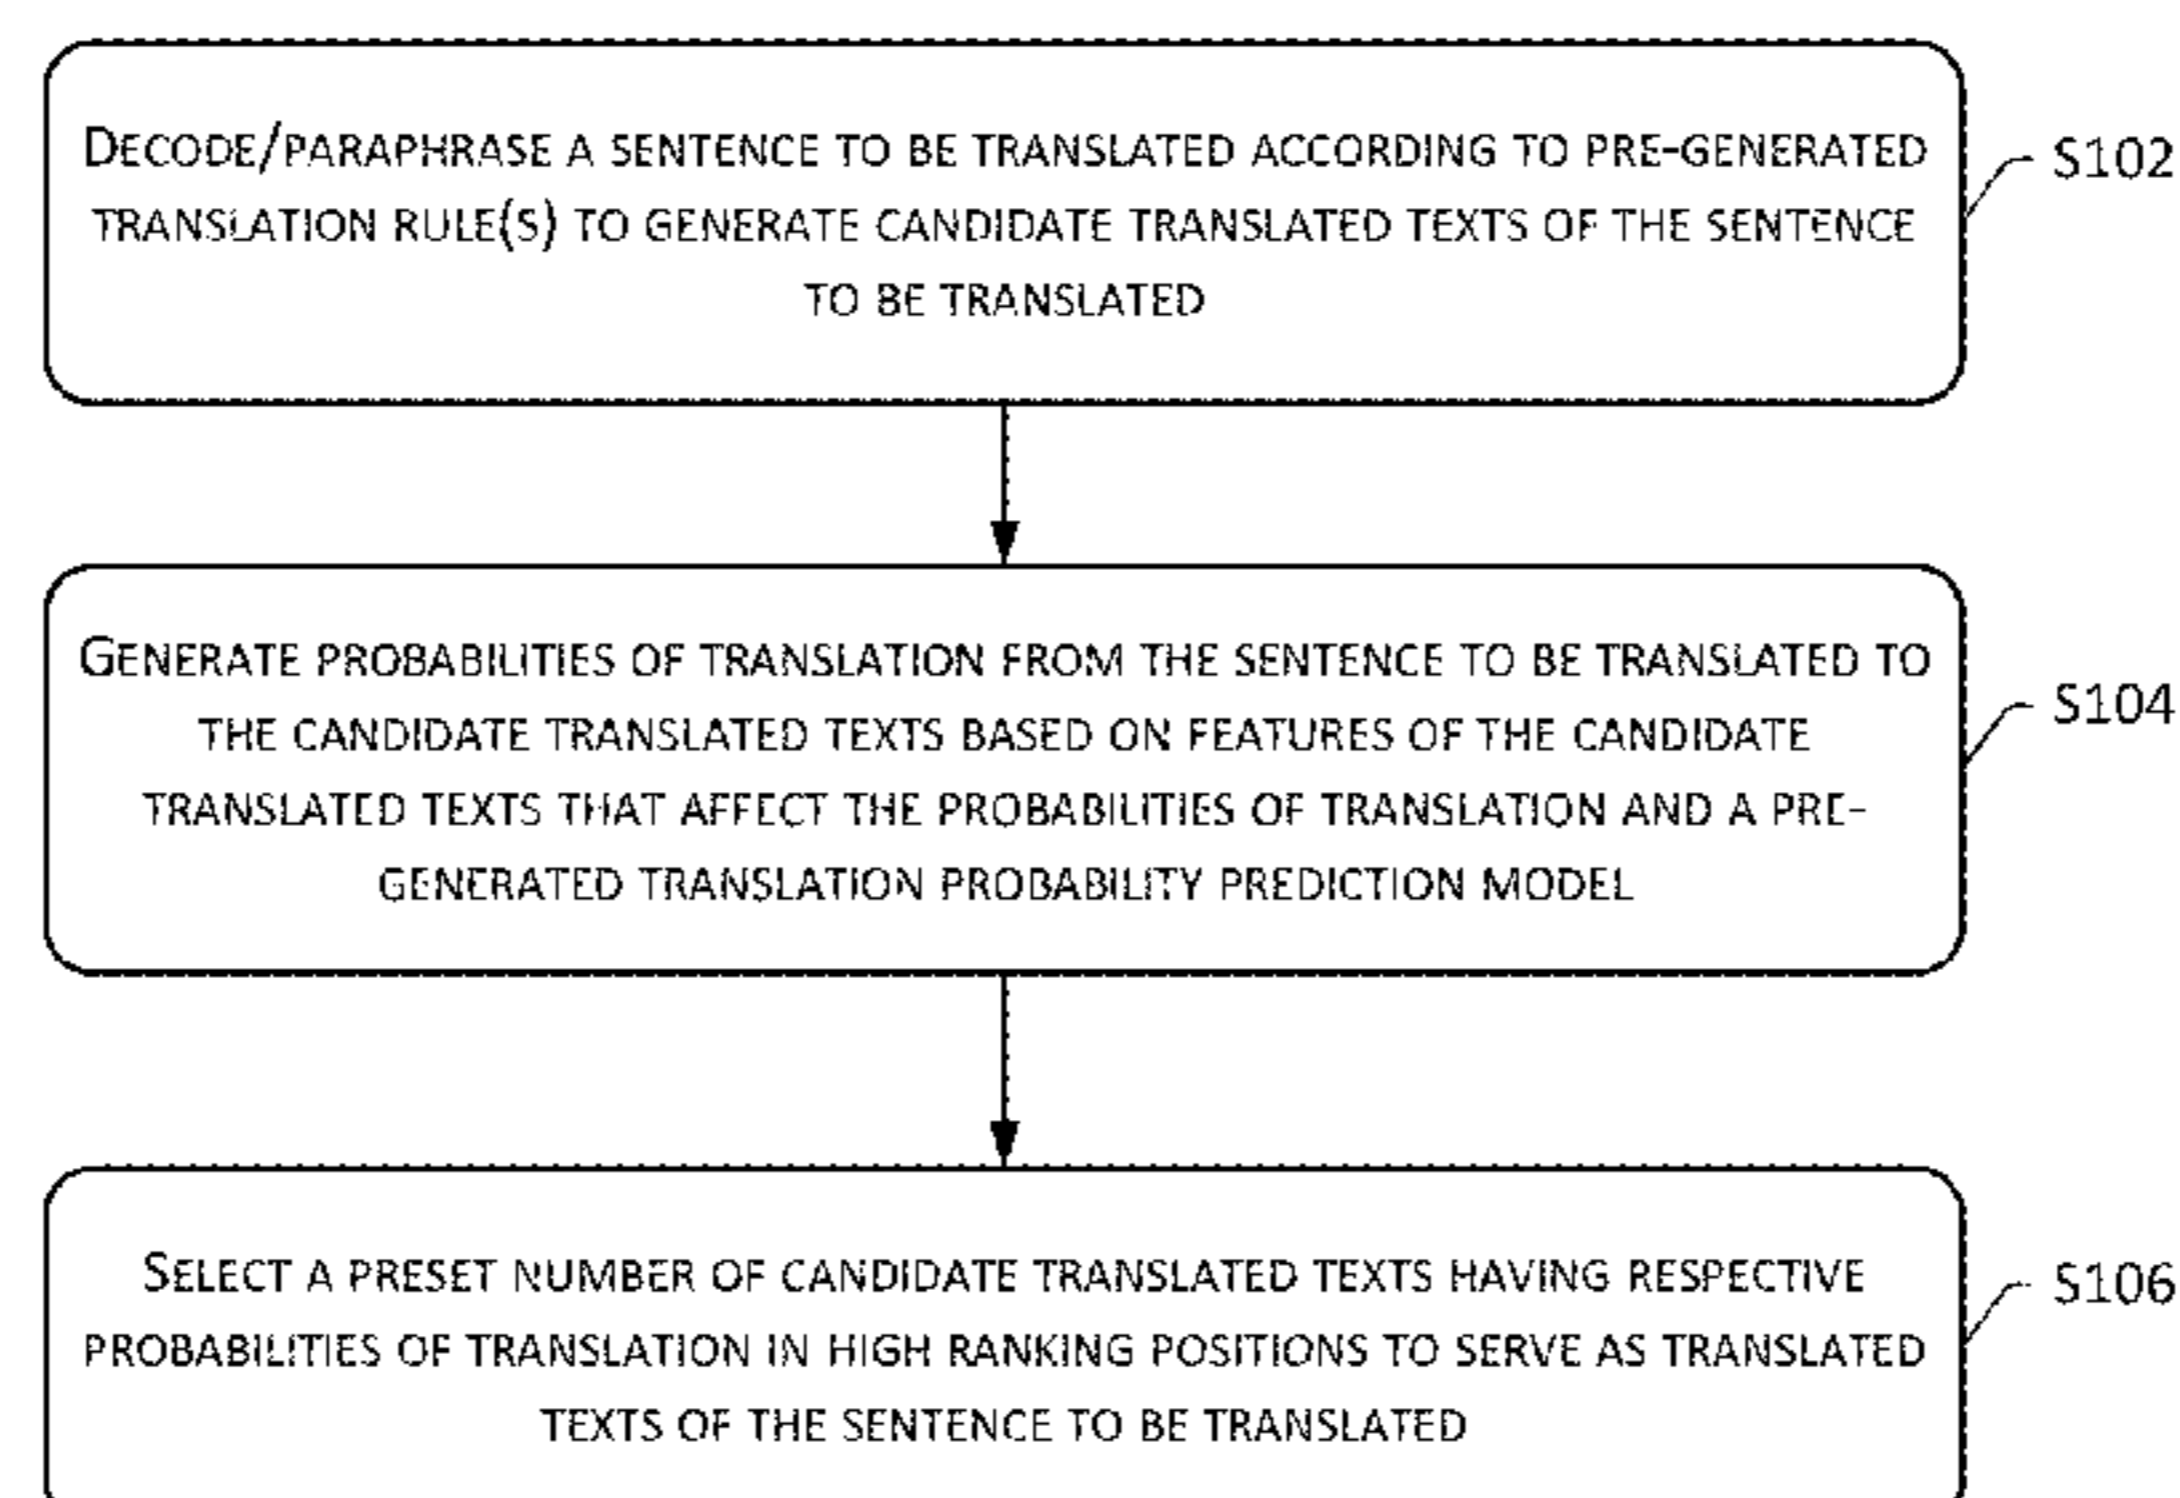 DECODE/PARAPHRASE A SENTENCE TO BE TRANSLATED ACCORDING TO PRE-GENERATED
TRANSLATION RULE(S) TO GENERATE CANDIDATE TRANSLATED TEXTS OF THE SENTENCE
TO BE TRANSLATED
S102
GENERATE PROBABILITIES OF TRANSLATION FROM THE SENTENCE TO BE TRANSLATED TO
THE CANDIDATE TRANSLATED TEXTS BASED ON FEATURES OF THE CANDIDATE
TRANSLATED TEXTS THAT AFFECT THE PROBABILITIES OF TRANSLATION AND A PRE-
GENERATED TRANSLATION PROBABILITY PREDICTION MODEL
S104
SELECT A PRESET NUMBER OF CANDIDATE TRANSLATED TEXTS HAVING RESPECTIVE
PROBABILITIES OF TRANSLATION IN HIGH RANKING POSITIONS TO SERVE AS TRANSLATED
TEXTS OF THE SENTENCE TO BE TRANSLATED
S106